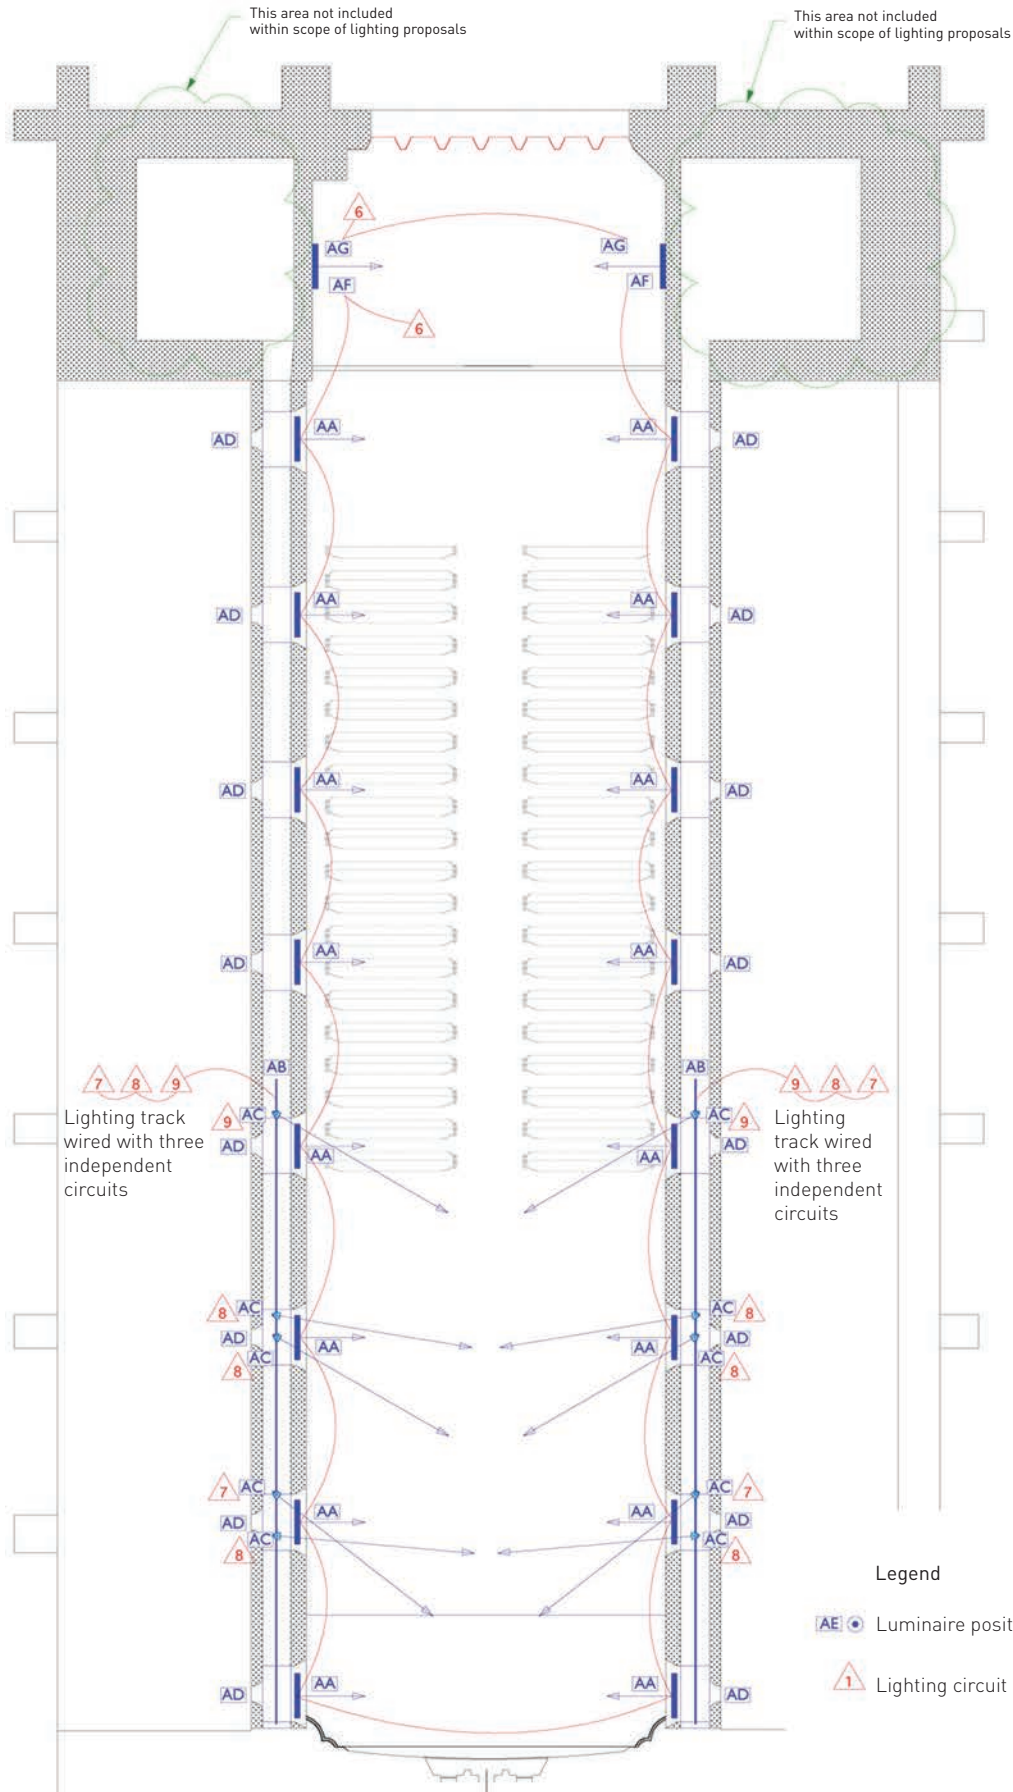 This area not included
within scope of lighting proposals
This area not included
within scope of lighting proposals
6
AG
AG
AF
AF
6
AA
AA
AD
AD
AA
AA
AD
AD
AA
AA
AD
AD
AA
AA
AD
AD
AB
AB
7 8 9
9 8 7
Lighting track
wired with three
independent
circuits
Lighting
track wired
with three
independent
circuits
9
AC
AC
9
AD
AD
AA
AA
8
AC
AC
8
AD
AD
AA
AA
AC
AC
8
8
7
AC
AC
7
AA
AA
AD
AD
AC
AC
8
8
Legend
AE Luminaire posit
1 Lighting circuit
AA
AA
AD
AD